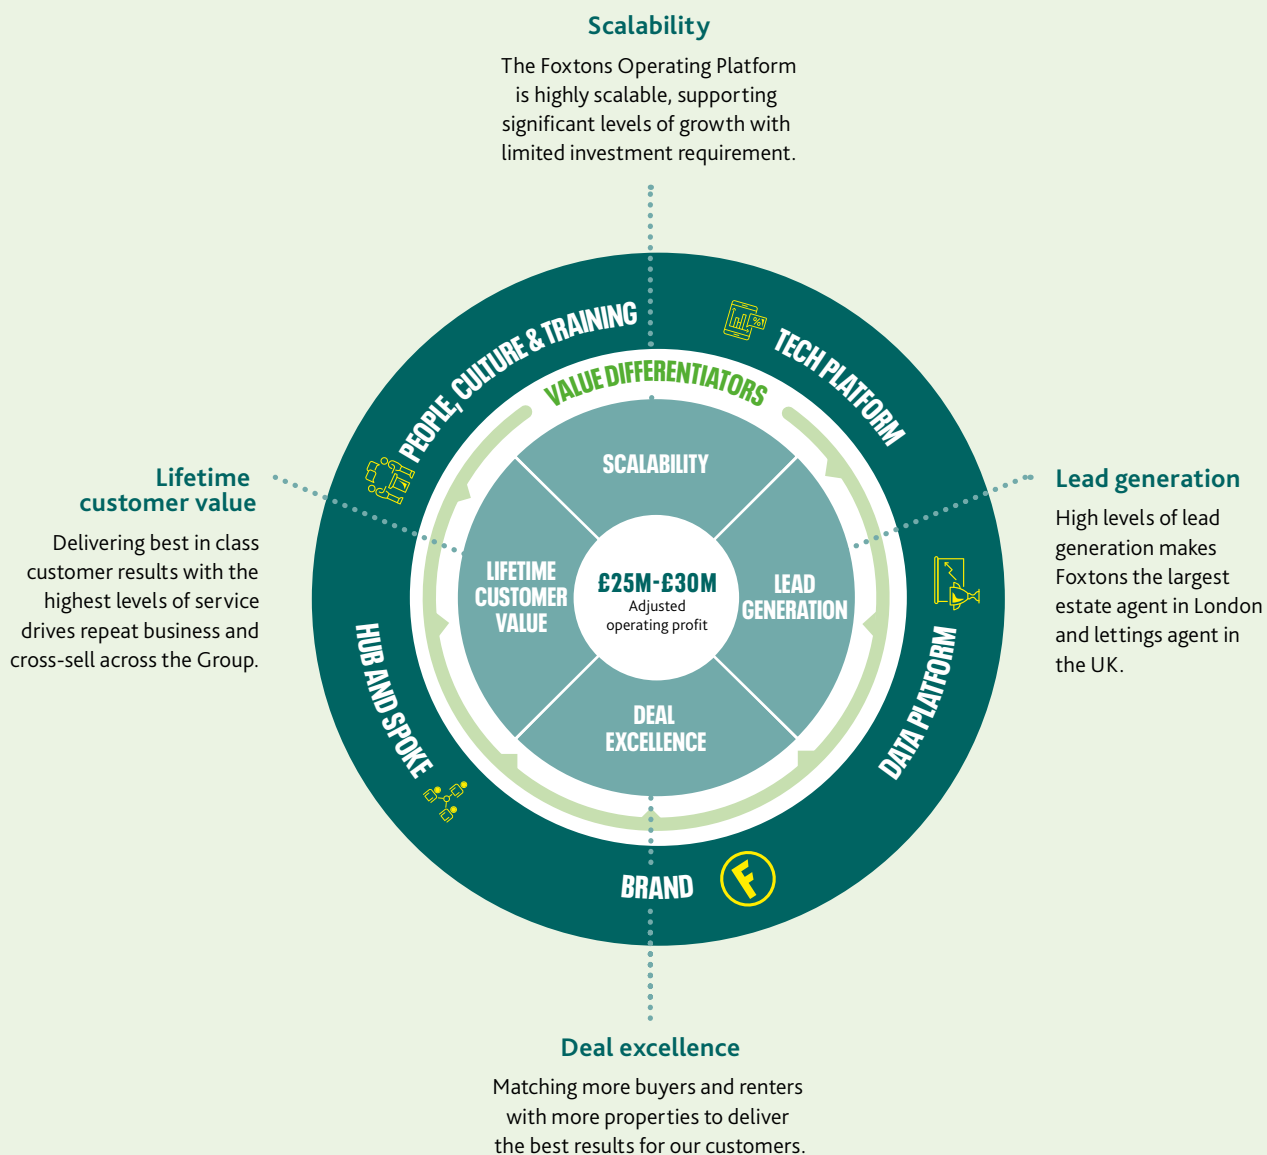 Scalability
The Foxtons Operating Platform
is highly scalable, supporting
significant levels of growth with
limited investment requirement.
PEOPLE, CULTURE & TRAINING
TECH PLATFORM
VALUE DIFFERENTIATORS
SCALABILITY
Lifetime
customer value
Delivering best in class
customer results with the
highest levels of service
drives repeat business and
cross-sell across the Group.
LIFETIME
CUSTOMER
VALUE
£25M-£30M
Adjusted
operating profit
LEAD
GENERATION
Lead generation
High levels of lead
generation makes
Foxtons the largest
estate agent in London
and lettings agent in
the UK.
HUB AND SPOKE
DATA PLATFORM
DEAL
EXCELLENCE
BRAND
F
Deal excellence
Matching more buyers and renters
with more properties to deliver
the best results for our customers.